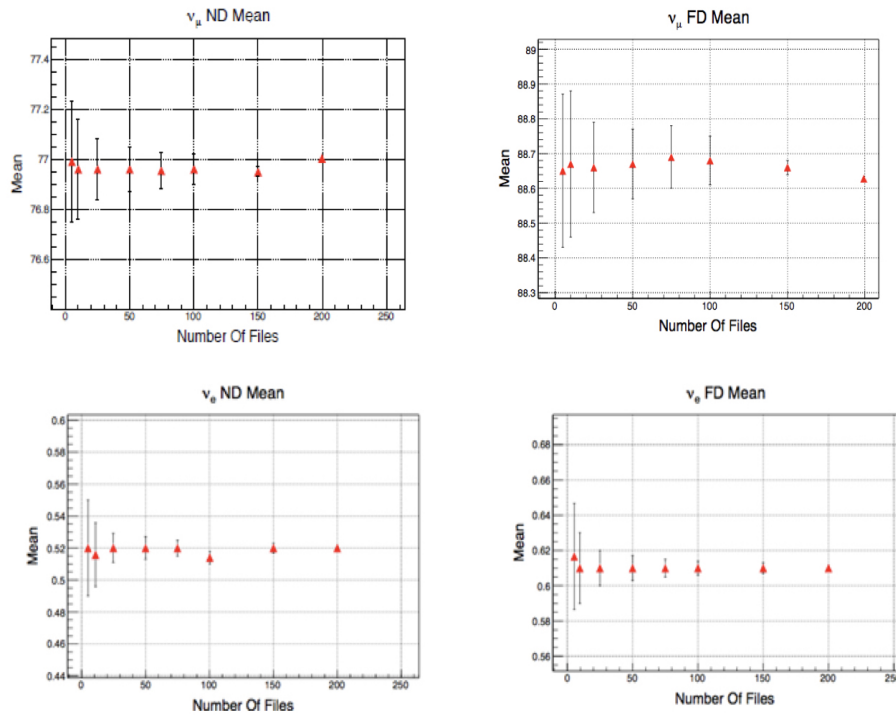 ν_μ ND Mean
77.4
77.2
77
76.8
76.6
Mean
0 50 100 150 200 250
Number Of Files
ν_μ FD Mean
89
88.9
88.8
88.7
88.6
88.5
88.4
88.3
Mean
0 50 100 150 200
Number Of Files
ν_e ND Mean
0.6
0.58
0.56
0.54
0.52
0.5
0.48
0.46
0.44
Mean
0 50 100 150 200 250
Number Of Files
ν_e FD Mean
0.68
0.66
0.64
0.62
0.6
0.58
0.56
Mean
0 50 100 150 200 250
Number Of Files